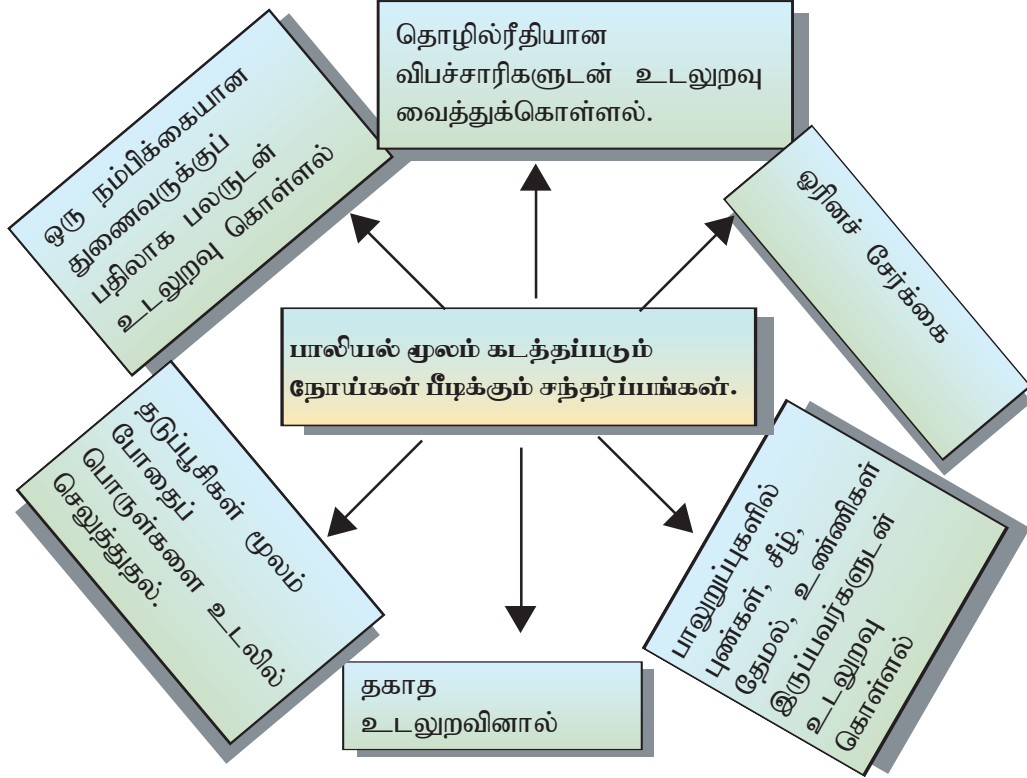 தொழில்ரீதியான
விபச்சாரிகளுடன் உடலுறவு
வைத்துக்கொள்ளல்.
ஒரு நம்பிக்கையான
துணைவருக்குப்
பதிலாக பலருடன்
உடலுறவு கொள்ளல்
ஓரினச் சேர்க்கை
பாலியல் மூலம் கடத்தப்படும்
நோய்கள் பீடிக்கும் சந்தர்ப்பங்கள்.
தடுப்பூசிகள் மூலம்
போதைப்
பொருள்களை உடலில்
செலுத்துதல்.
பாலுறுப்புகளில்
புண்கள், சீழ்,
தேமல், உண்ணிகள்
இருப்பவர்களுடன்
உடலுறவு
கொள்ளல்
தகாத
உடலுறவினால்